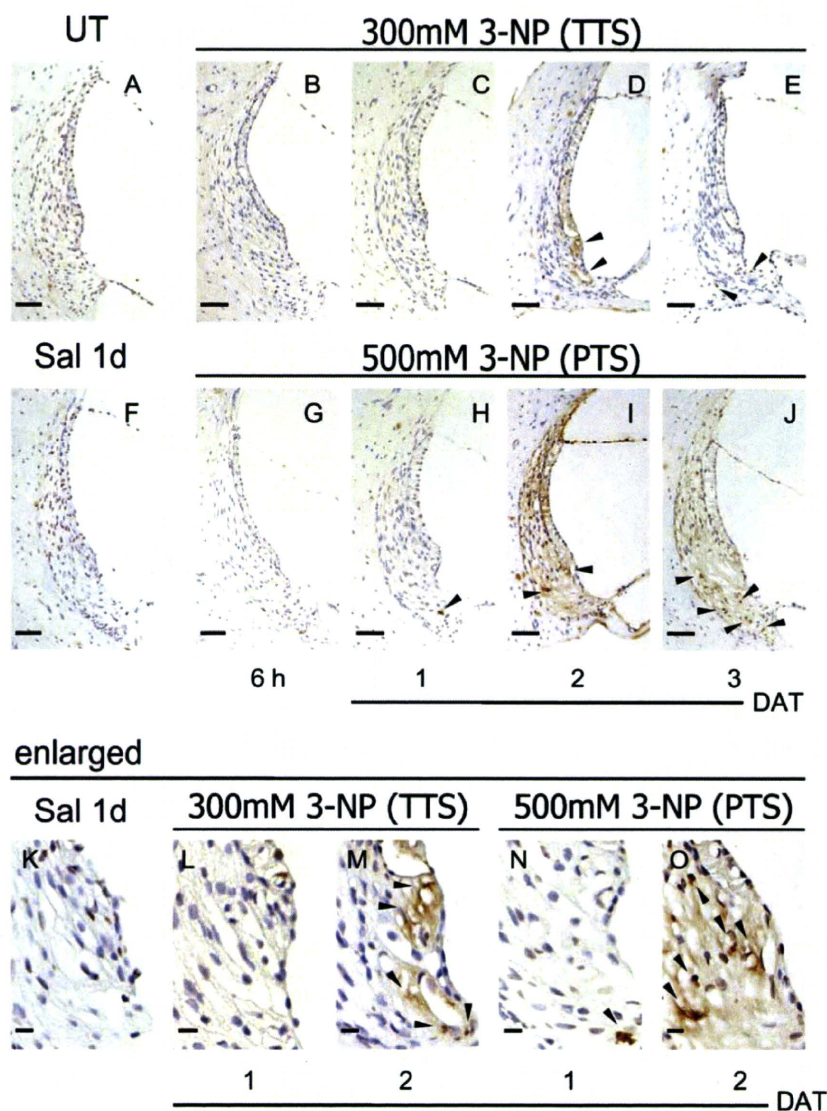 UT 300mM 3-NP (TTS)
A B C D E
Sal 1d 500mM 3-NP (PTS)
F G H I J
6 h 1 2 3
DAT
enlarged
Sal 1d 300mM 3-NP (TTS) 500mM 3-NP (PTS)
K L M N O
1 2 1 2
DAT